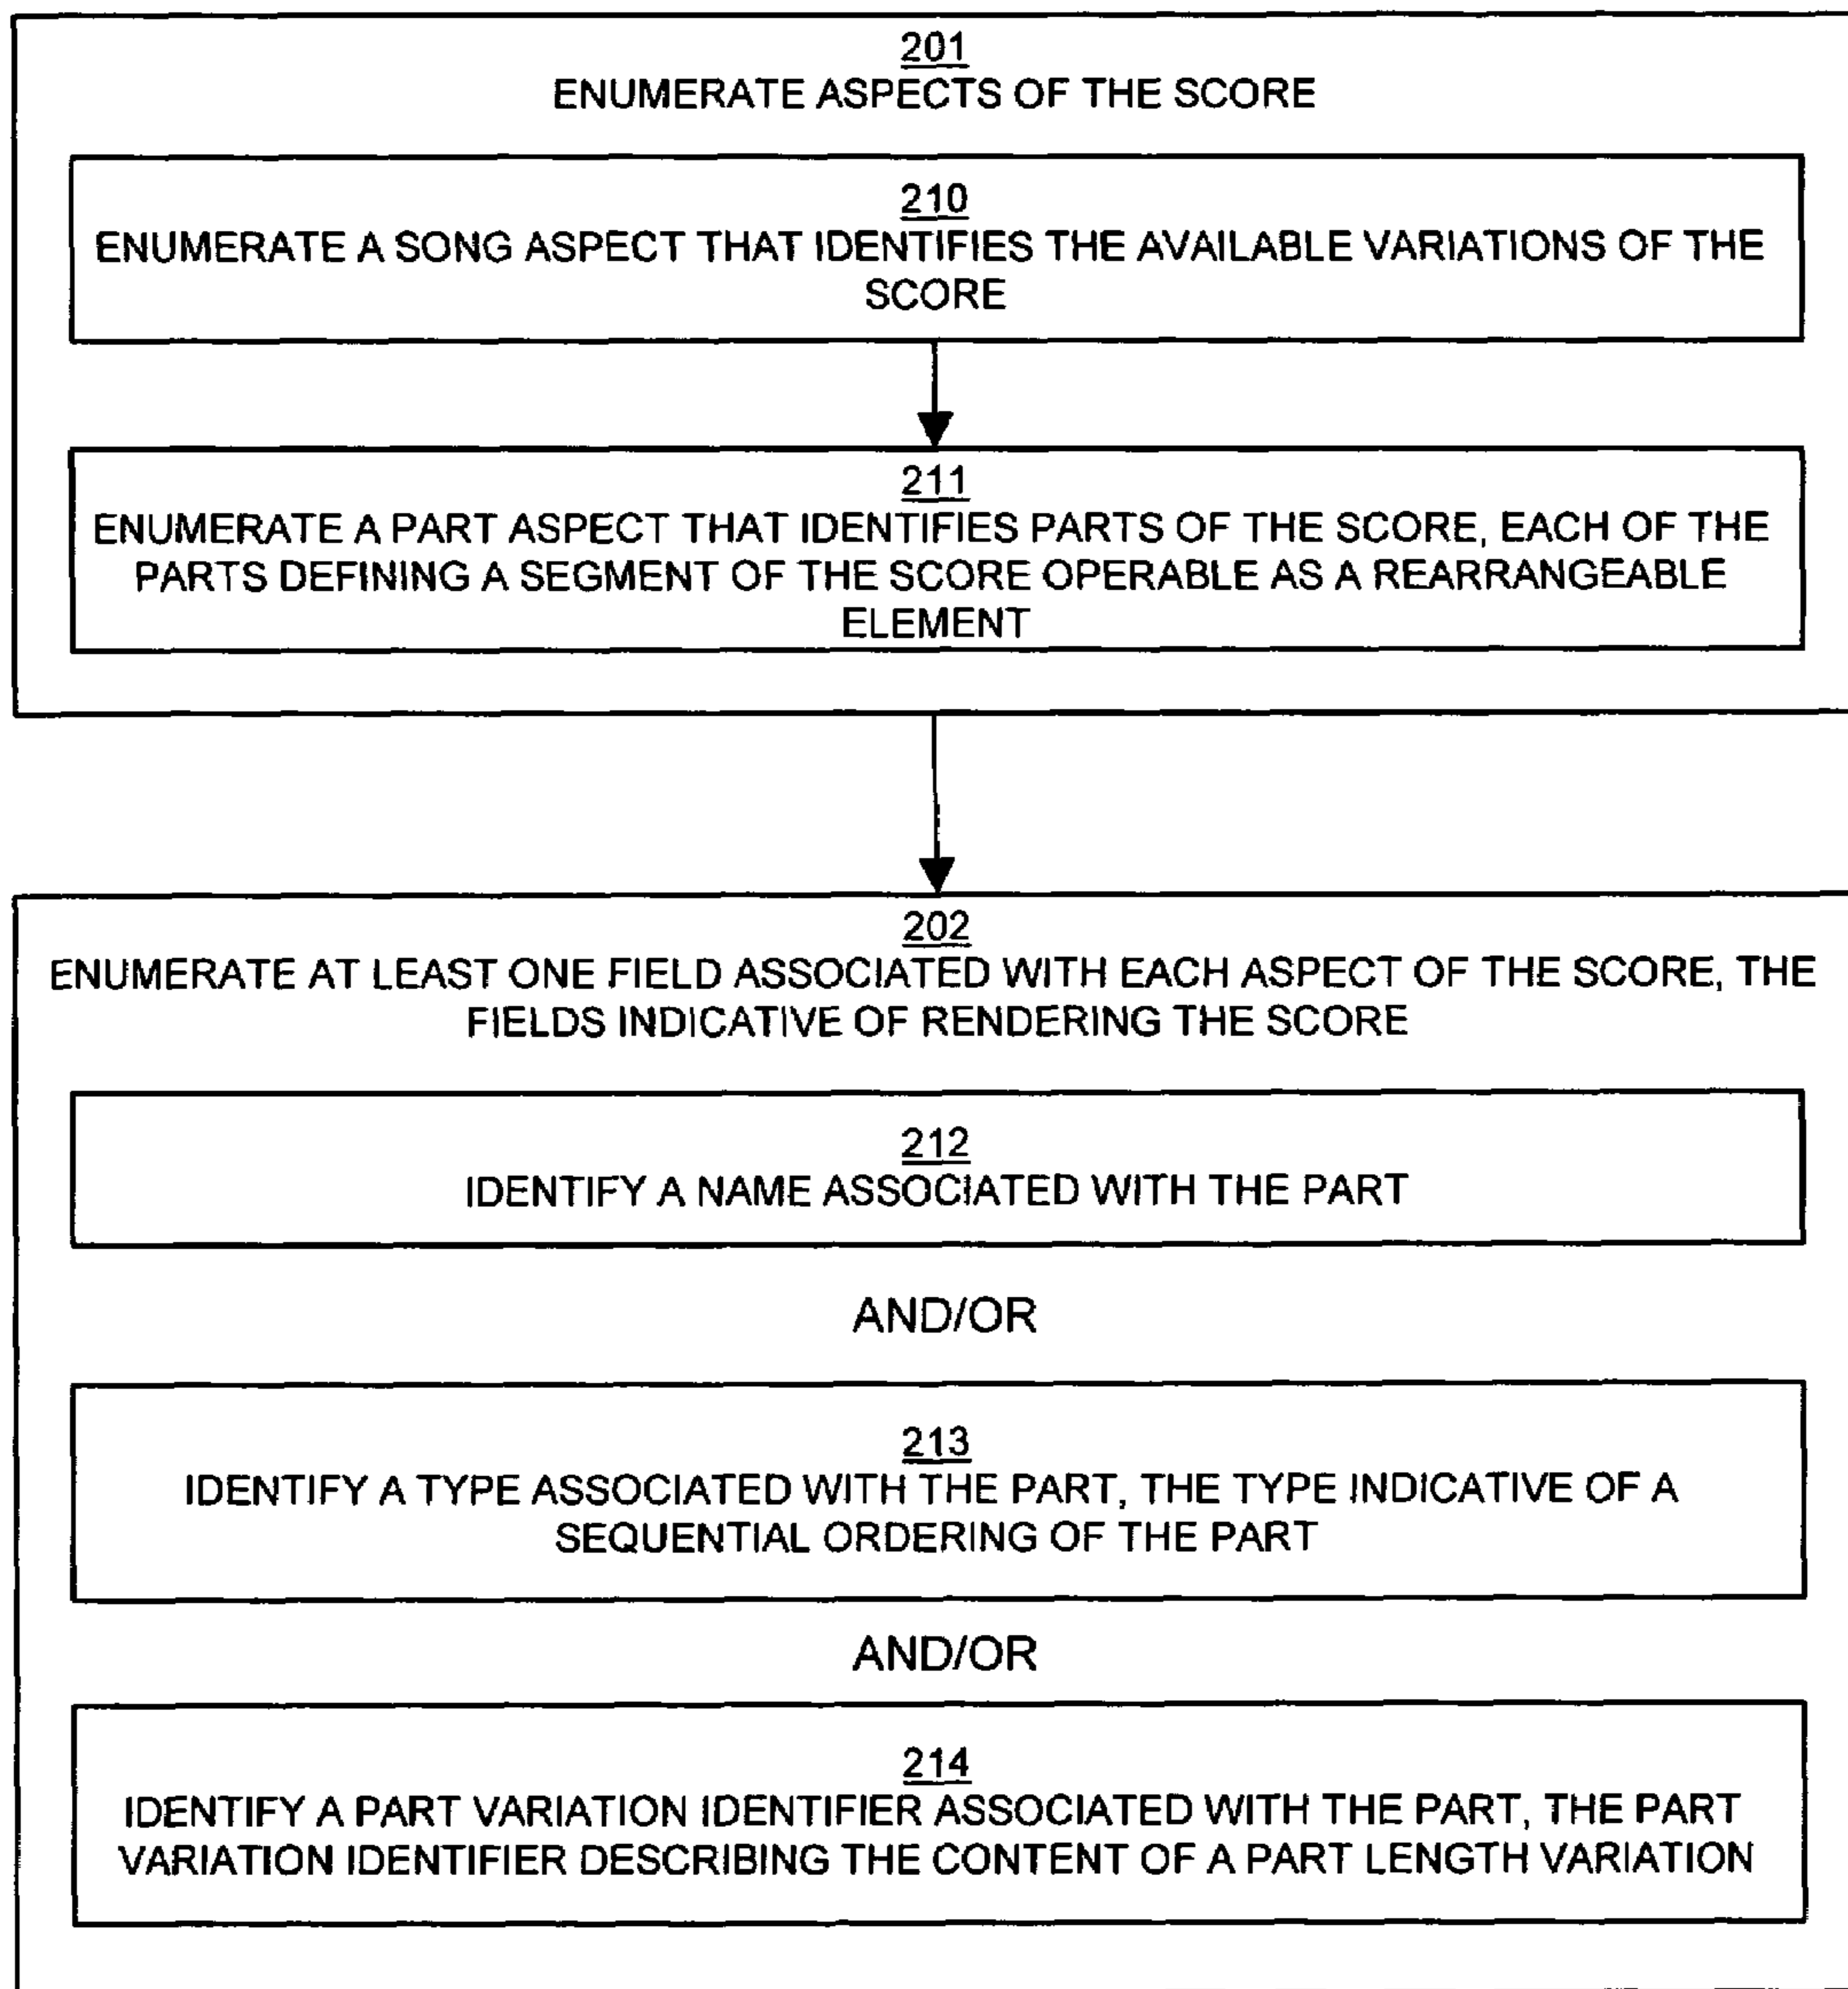 201
ENUMERATE ASPECTS OF THE SCORE
210
ENUMERATE A SONG ASPECT THAT IDENTIFIES THE AVAILABLE VARIATIONS OF THE
SCORE
211
ENUMERATE A PART ASPECT THAT IDENTIFIES PARTS OF THE SCORE, EACH OF THE
PARTS DEFINING A SEGMENT OF THE SCORE OPERABLE AS A REARRANGEABLE
ELEMENT
202
ENUMERATE AT LEAST ONE FIELD ASSOCIATED WITH EACH ASPECT OF THE SCORE, THE
FIELDS INDICATIVE OF RENDERING THE SCORE
212
IDENTIFY A NAME ASSOCIATED WITH THE PART
AND/OR
213
IDENTIFY A TYPE ASSOCIATED WITH THE PART, THE TYPE INDICATIVE OF A
SEQUENTIAL ORDERING OF THE PART
AND/OR
214
IDENTIFY A PART VARIATION IDENTIFIER ASSOCIATED WITH THE PART, THE PART
VARIATION IDENTIFIER DESCRIBING THE CONTENT OF A PART LENGTH VARIATION